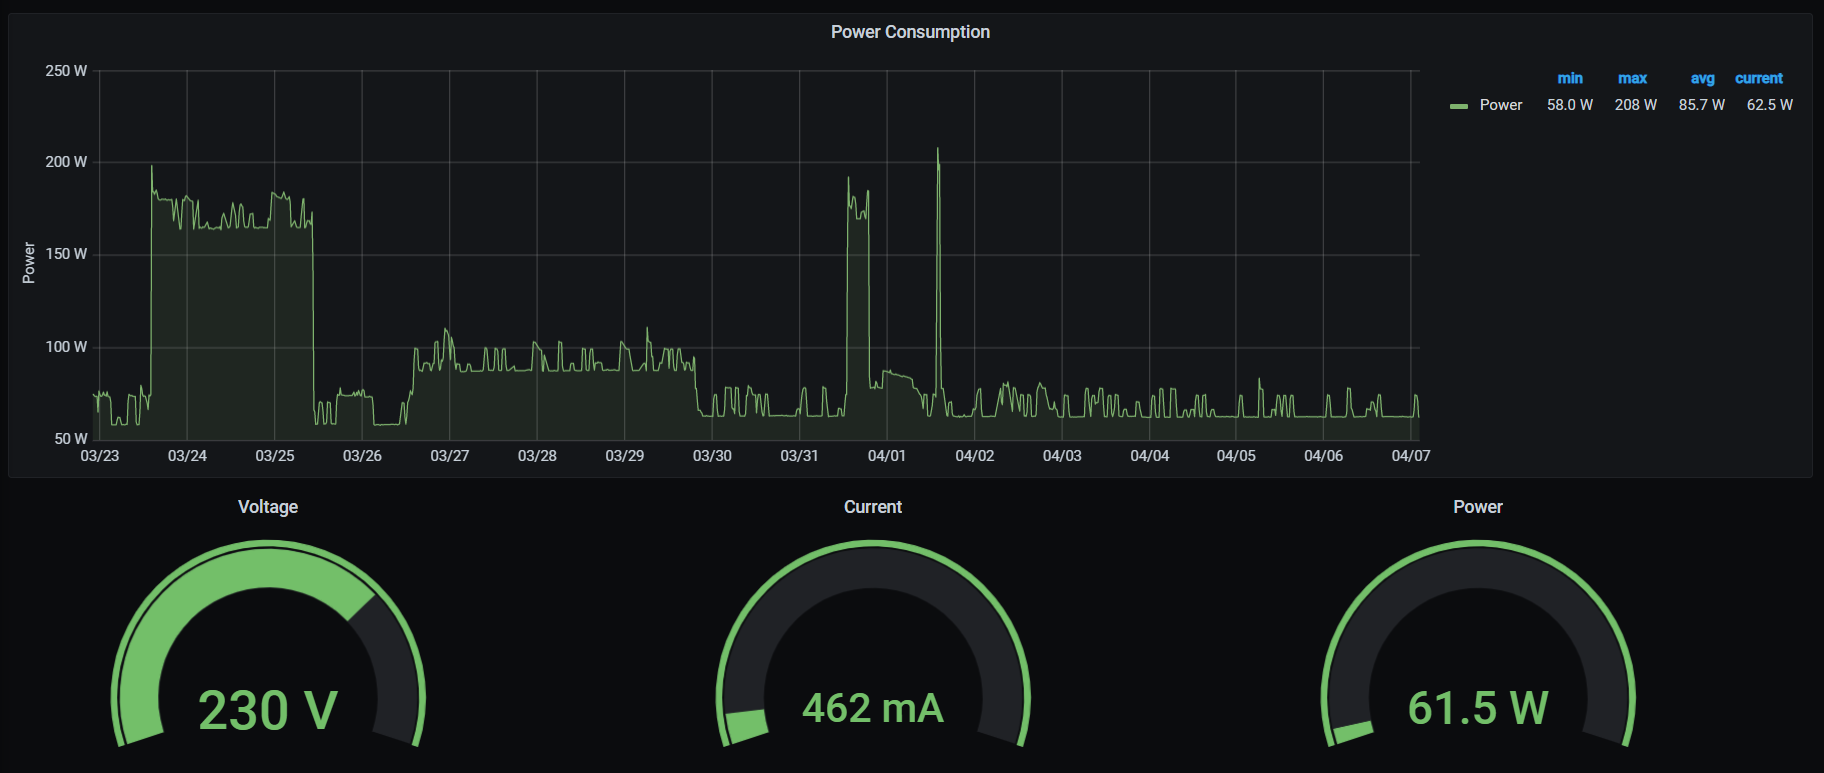 Power Consumption
250 W
200 W
150 W
100 W
50 W
Power
03/23 03/24 03/25 03/26 03/27 03/28 03/29 03/30 03/31 04/01 04/02 04/03 04/04 04/05 04/06 04/07
min max avg current
Power 58.0 W 208 W 85.7 W 62.5 W
Voltage Current Power
230 V 462 mA 61.5 W